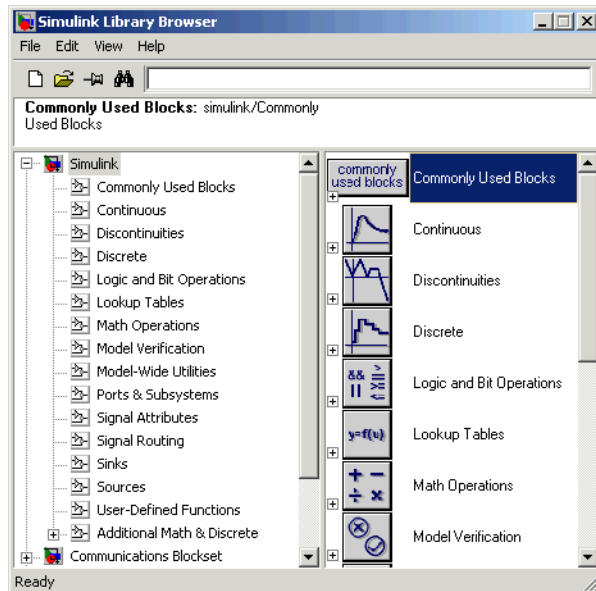 Simulink Library Browser
File Edit View Help
Commonly Used Blocks: simulink/Commonly
Used Blocks
Simulink
Commonly Used Blocks
Continuous
Discontinuities
Discrete
Logic and Bit Operations
Lookup Tables
Math Operations
Model Verification
Model-Wide Utilities
Ports & Subsystems
Signal Attributes
Signal Routing
Sinks
Sources
User-Defined Functions
Additional Math & Discrete
Communications Blockset
commonly
used blocks
Commonly Used Blocks
Continuous
Discontinuities
Discrete
&& > 
|| >=
<=
Logic and Bit Operations
y=f(u)
Lookup Tables
+ −
÷ ×
Math Operations
Model Verification
Ready